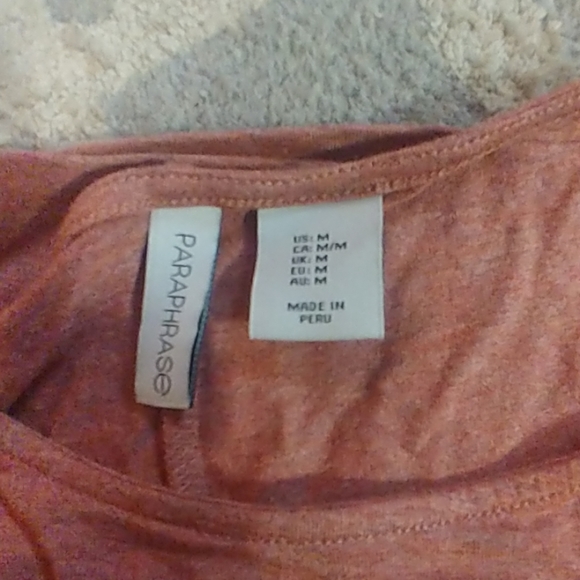 PARAPHRASE
US: M
CA: M/M
UK: M
EU: M
AU: M
MADE IN
PERU